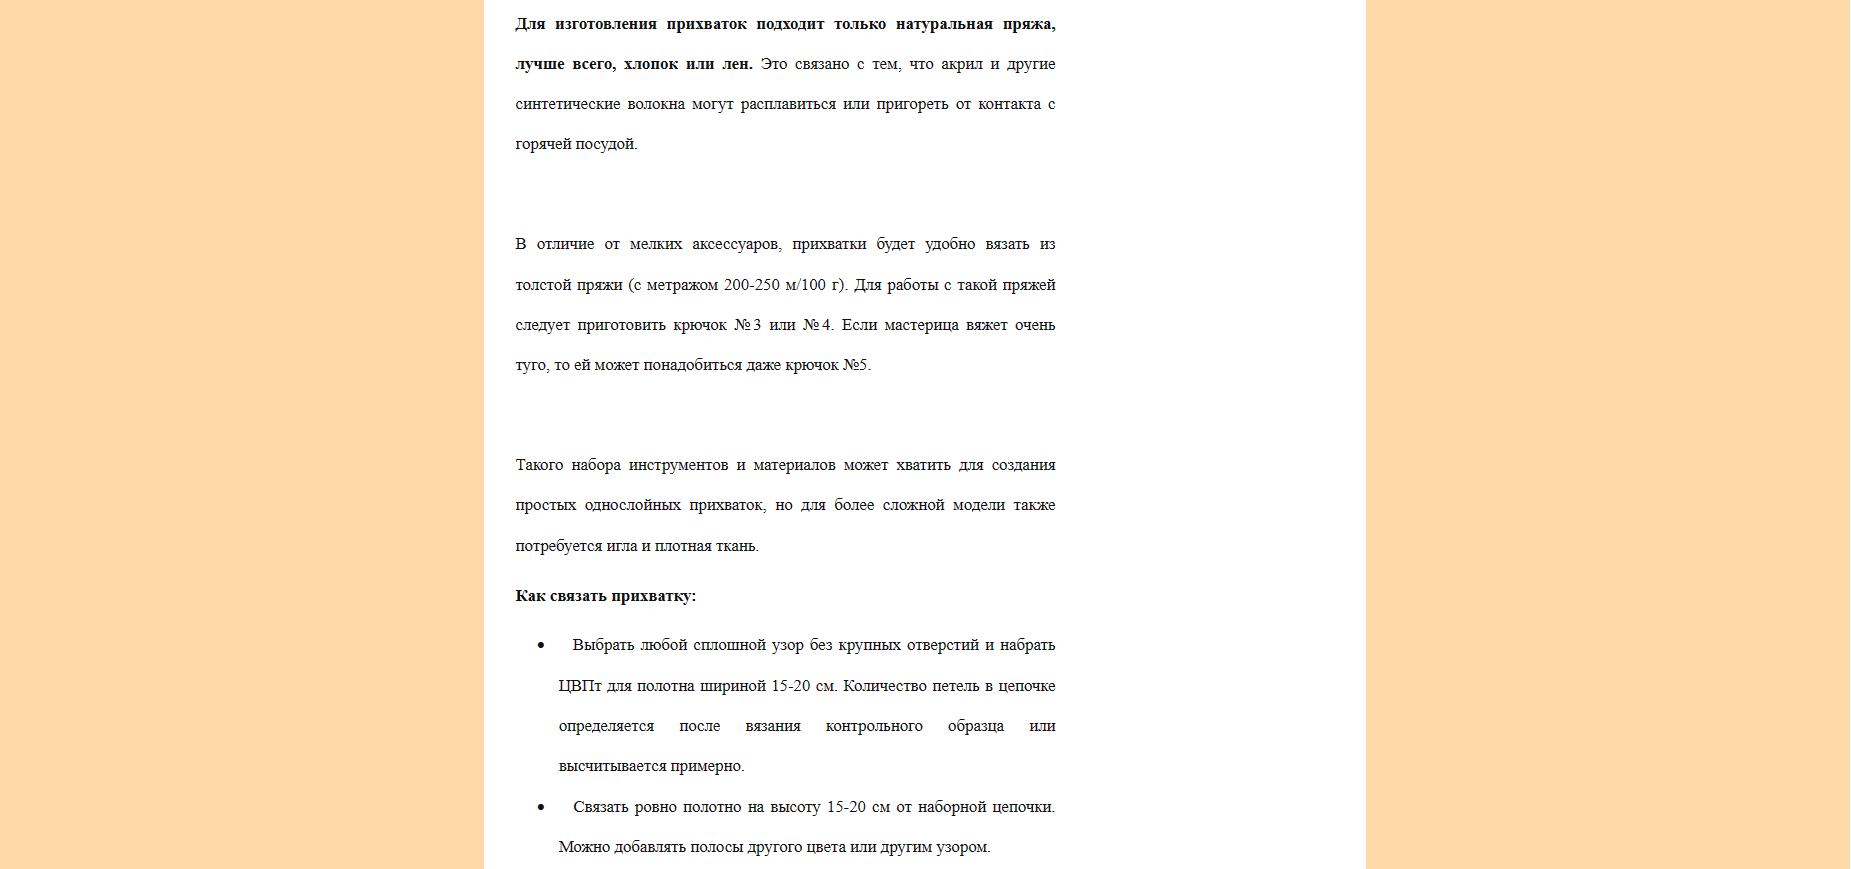 Для изготовления прихваток подходит только натуральная пряжа,
лучше всего, хлопок или лен. Это связано с тем, что акрил и другие
синтетические волокна могут расплавиться или пригореть от контакта с
горячей посудой.
В отличие от мелких аксессуаров, прихватки будет удобно вязать из
толстой пряжи (с метражом 200-250 м/100 г). Для работы с такой пряжей
следует приготовить крючок №3 или №4. Если мастерица вяжет очень
туго, то ей может понадобиться даже крючок №5.
Такого набора инструментов и материалов может хватить для создания
простых однослойных прихваток, но для более сложной модели также
потребуется игла и плотная ткань.
Как связать прихватку:
• Выбрать любой сплошной узор без крупных отверстий и набрать
ЦВПт для полотна шириной 15-20 см. Количество петель в цепочке
определяется после вязания контрольного образца или
высчитывается примерно.
• Связать ровно полотно на высоту 15-20 см от наборной цепочки.
Можно добавлять полосы другого цвета или другим узором.